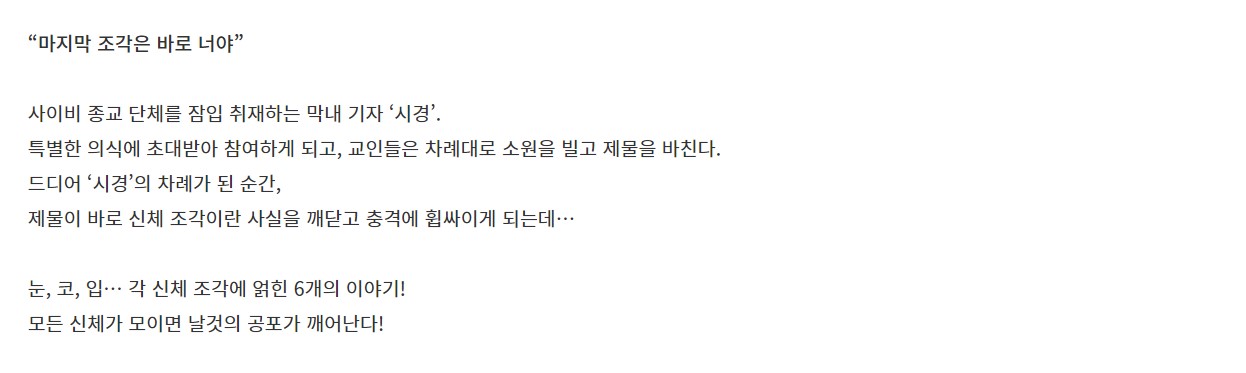 “마지막 조각은 바로 너야”
사이비 종교 단체를 잠입 취재하는 막내 기자 ‘시경’.
특별한 의식에 초대받아 참여하게 되고, 교인들은 차례대로 소원을 빌고 제물을 바친다.
드디어 ‘시경’의 차례가 된 순간,
제물이 바로 신체 조각이란 사실을 깨닫고 충격에 휩싸이게 되는데…
눈, 코, 입… 각 신체 조각에 얽힌 6개의 이야기!
모든 신체가 모이면 날것의 공포가 깨어난다!